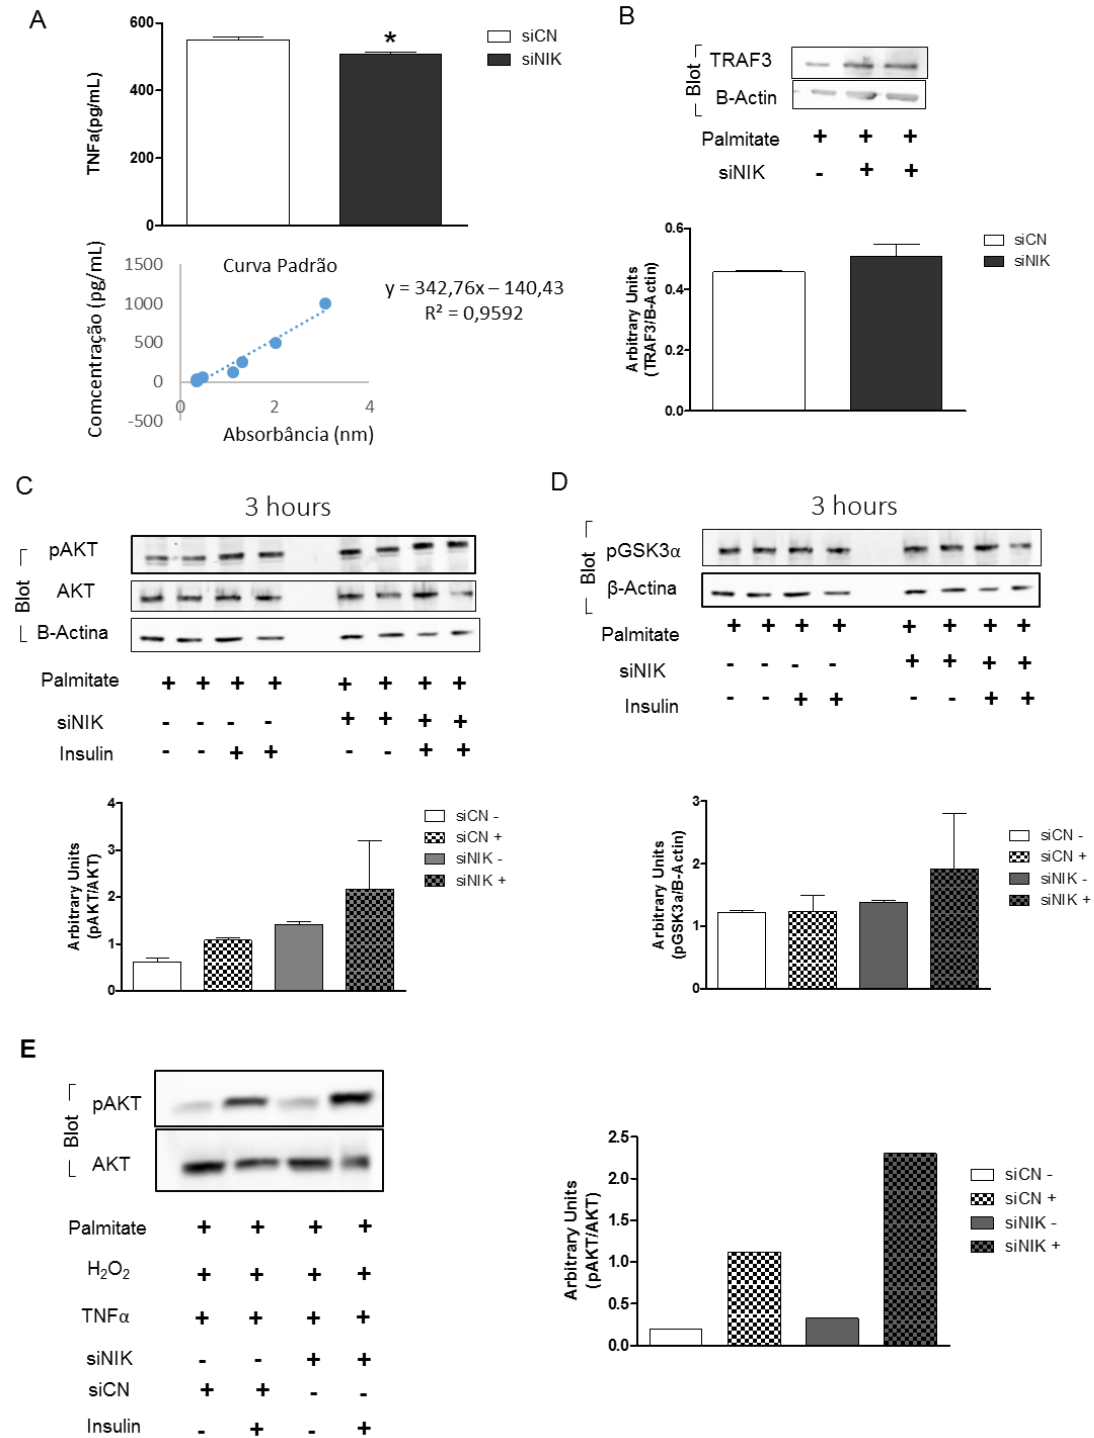 A
600
400
200
0
TNFa(pg/mL)
*
siCN
siNIK
Curva Padrão
y = 342,76x – 140,43
R² = 0,9592
1500
1000
500
0
-500
0 2 4
Comcentração (pg/mL)
Absorbância (nm)
B
Blot
TRAF3
B-Actin
Palmitate + + +
siNIK - + +
0.6
0.4
0.2
0.0
Arbitrary Units
(TRAF3/B-Actin)
siCN
siNIK
C
3 hours
Blot
pAKT
AKT
B-Actina
Palmitate + + + + + + + +
siNIK - - - - + + + +
Insulin - - + + - - + +
4
3
2
1
0
Arbitrary Units
(pAKT/AKT)
siCN -
siCN +
siNIK -
siNIK +
D
3 hours
Blot
pGSK3α
β-Actina
Palmitate + + + + + + + +
siNIK - - - - + + + +
Insulin - - + + - - + +
3
2
1
0
Arbitrary Units
(pGSK3a/B-Actin)
siCN -
siCN +
siNIK -
siNIK +
E
Blot
pAKT
AKT
Palmitate + + + +
H₂O₂ + + + +
TNFα + + + +
siNIK - - + +
siCN + + - -
Insulin - + - +
2.5
2.0
1.5
1.0
0.5
0.0
Arbitrary Units
(pAKT/AKT)
siCN -
siCN +
siNIK -
siNIK +